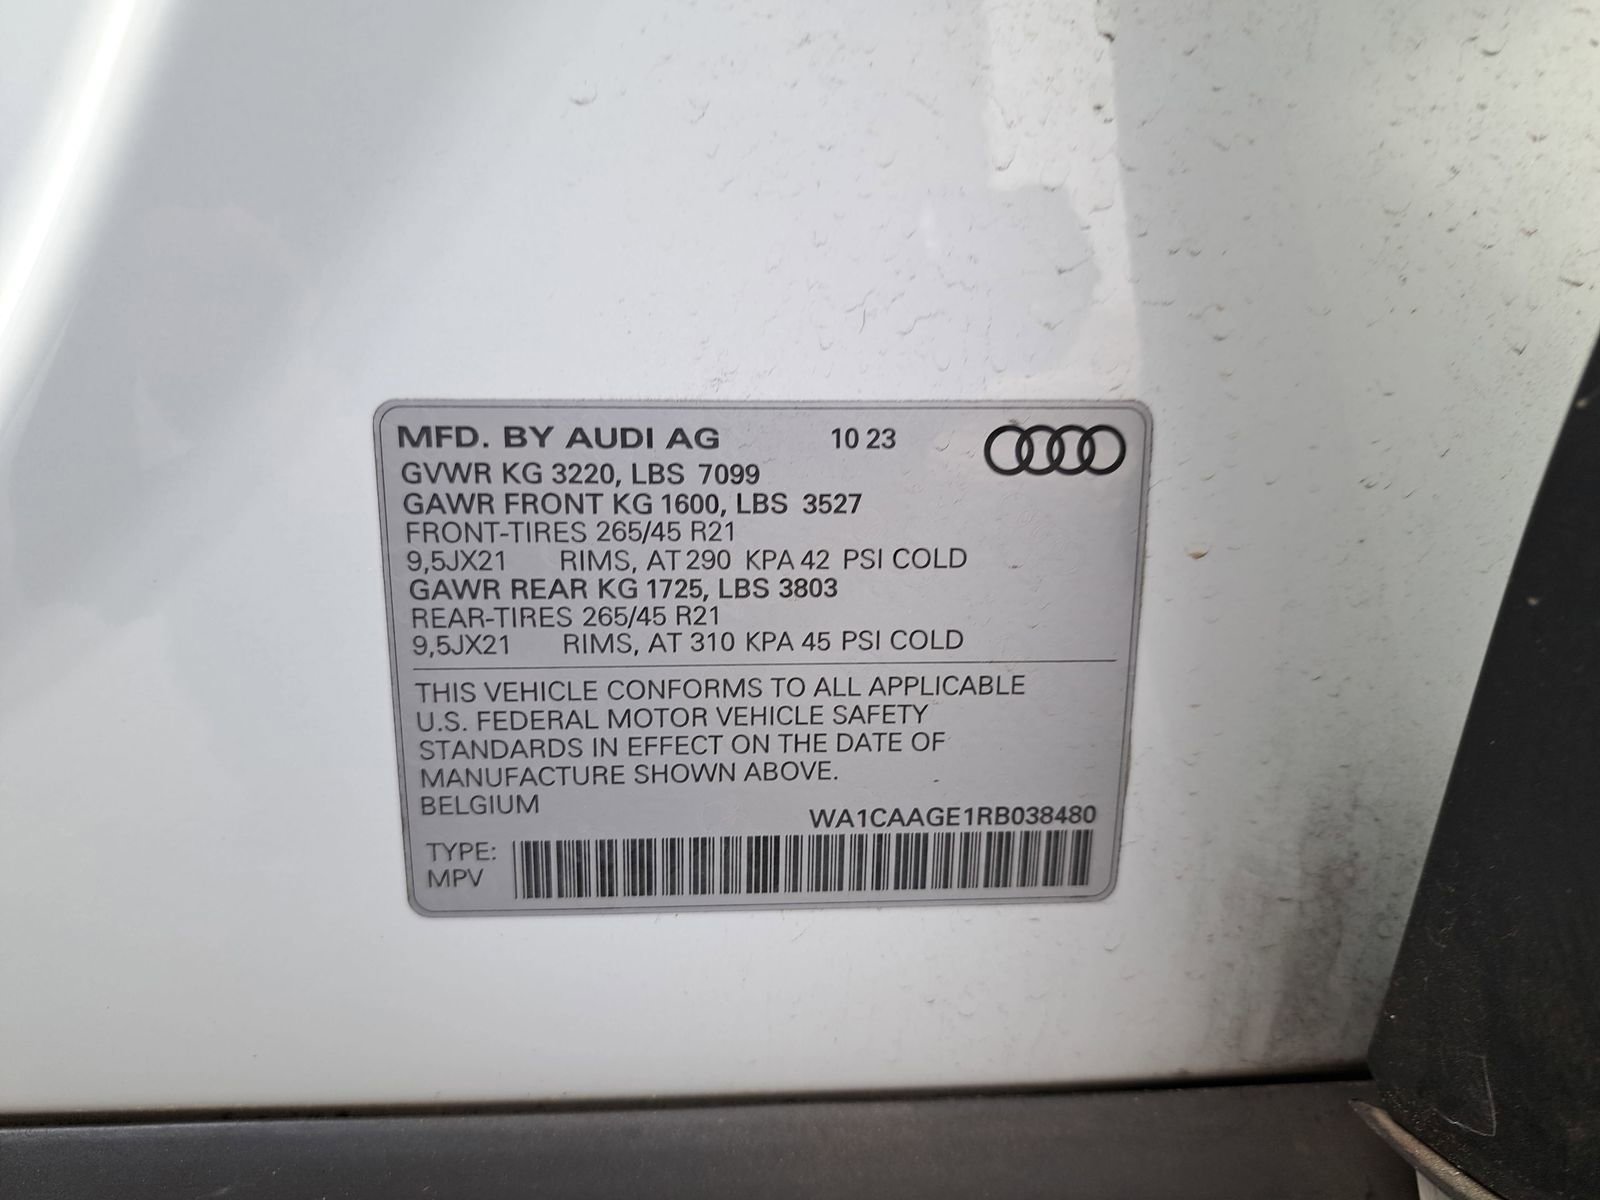 MFD. BY AUDI AG 10 23
GVWR KG 3220, LBS 7099
GAWR FRONT KG 1600, LBS 3527
FRONT-TIRES 265/45 R21
9,5JX21 RIMS, AT 290 KPA 42 PSI COLD
GAWR REAR KG 1725, LBS 3803
REAR-TIRES 265/45 R21
9,5JX21 RIMS, AT 310 KPA 45 PSI COLD
THIS VEHICLE CONFORMS TO ALL APPLICABLE
U.S. FEDERAL MOTOR VEHICLE SAFETY
STANDARDS IN EFFECT ON THE DATE OF
MANUFACTURE SHOWN ABOVE.
BELGIUM
WA1CAAGE1RB038480
TYPE:
MPV